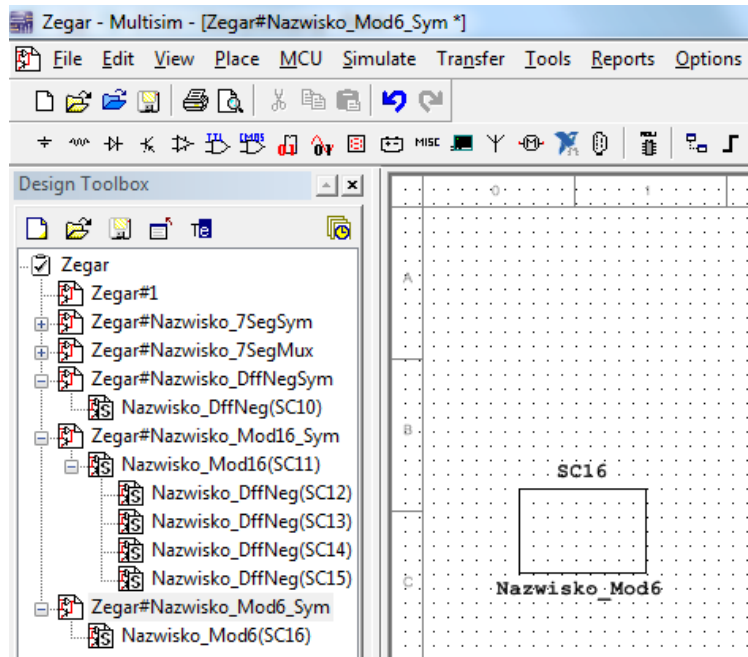 Zegar - Multisim - [Zegar#Nazwisko_Mod6_Sym *]
File Edit View Place MCU Simulate Transfer Tools Reports Options
TTL CMOS MISC
Design Toolbox
0 1
Zegar
Zegar#1
A
Zegar#Nazwisko_7SegSym
Zegar#Nazwisko_7SegMux
Zegar#Nazwisko_DffNegSym
Nazwisko_DffNeg(SC10)
B
Zegar#Nazwisko_Mod16_Sym
Nazwisko_Mod16(SC11)
SC16
Nazwisko_DffNeg(SC12)
Nazwisko_DffNeg(SC13)
Nazwisko_DffNeg(SC14)
Nazwisko_DffNeg(SC15)
C
Nazwisko_Mod6
Zegar#Nazwisko_Mod6_Sym
Nazwisko_Mod6(SC16)